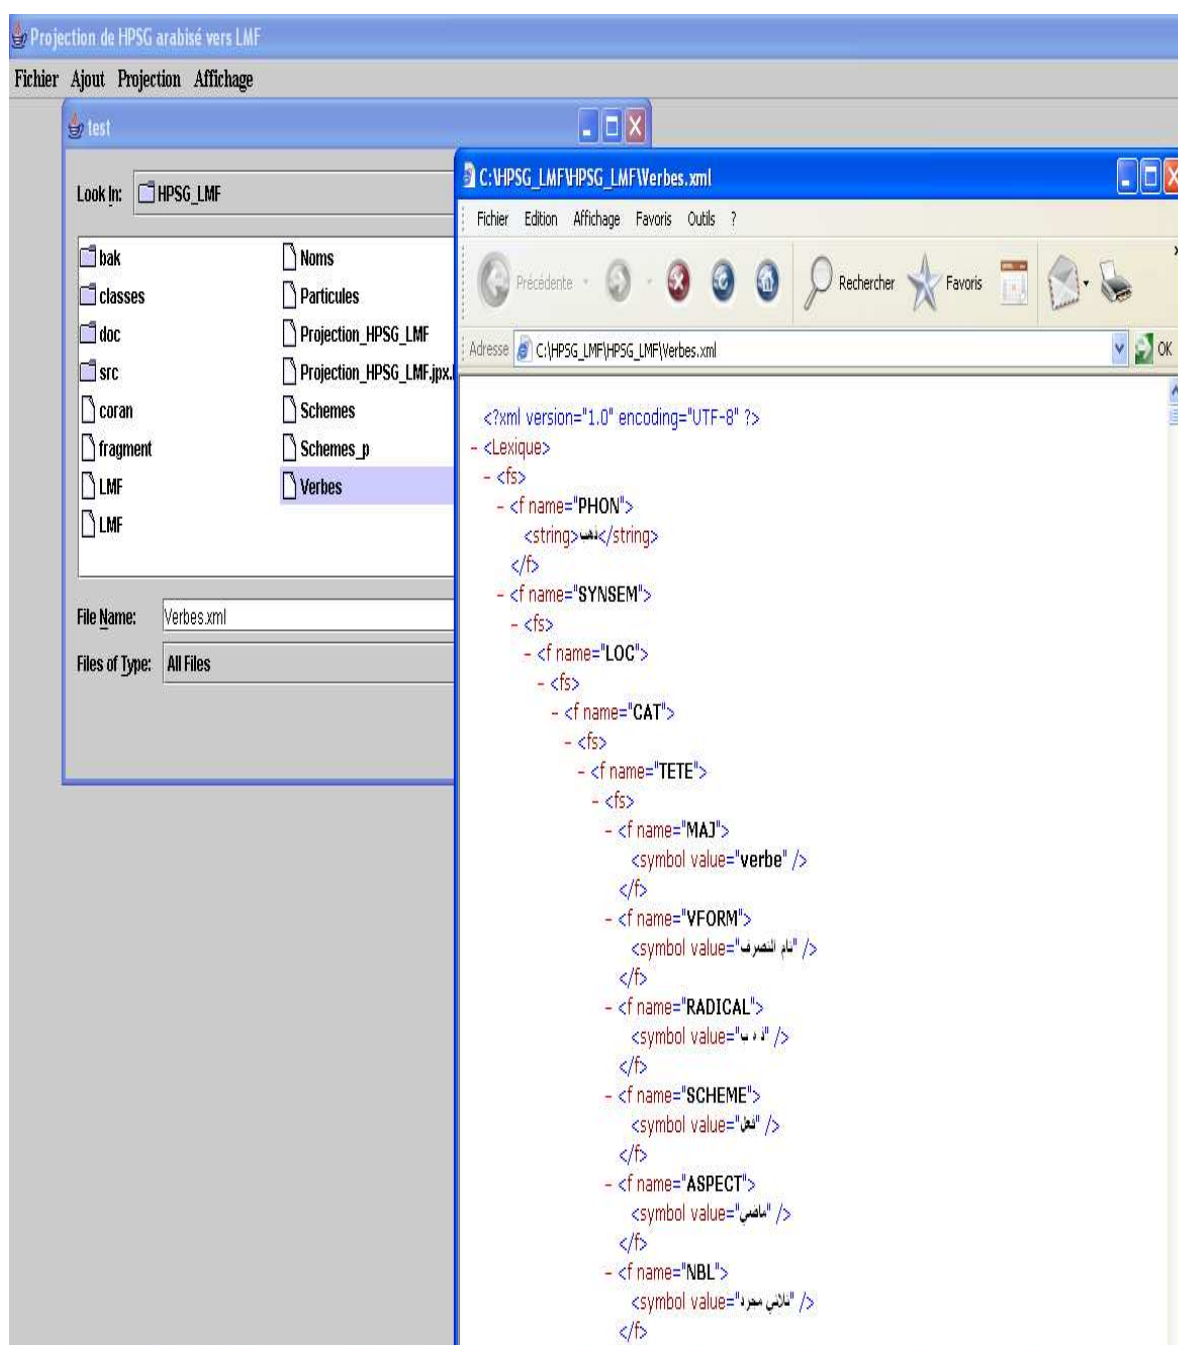 Projection de HPSG arabisé vers LMF
Fichier Ajout Projection Affichage
test
Look In: HPSG_LMF
bak
classes
doc
src
coran
fragment
LMF
LMF
Noms
Particules
Projection_HPSG_LMF
Projection_HPSG_LMF.jpx.
Schemes
Schemes_p
Verbes
File Name: Verbes.xml
Files of Type: All Files
C:\HPSG_LMF\HPSG_LMF\Verbes.xml
Fichier Edition Affichage Favoris Outils ?
Précédente Rechercher Favoris
Adresse C:\HPSG_LMF\HPSG_LMF\Verbes.xml OK
<?xml version="1.0" encoding="UTF-8" ?>
- <Lexique>
- <fs>
- <f name="PHON">
<string>ذهب</string>
</f>
- <f name="SYNSEM">
- <fs>
- <f name="LOC">
- <fs>
- <f name="CAT">
- <fs>
- <f name="TETE">
- <fs>
- <f name="MAJ">
<symbol value="verbe" />
</f>
- <f name="VFORM">
<symbol value="تام التصرف" />
</f>
- <f name="RADICAL">
<symbol value="ذ ه ب" />
</f>
- <f name="SCHEME">
<symbol value="فعل" />
</f>
- <f name="ASPECT">
<symbol value="ماضي" />
</f>
- <f name="NBL">
<symbol value="ثلاثي مجرد" />
</f>